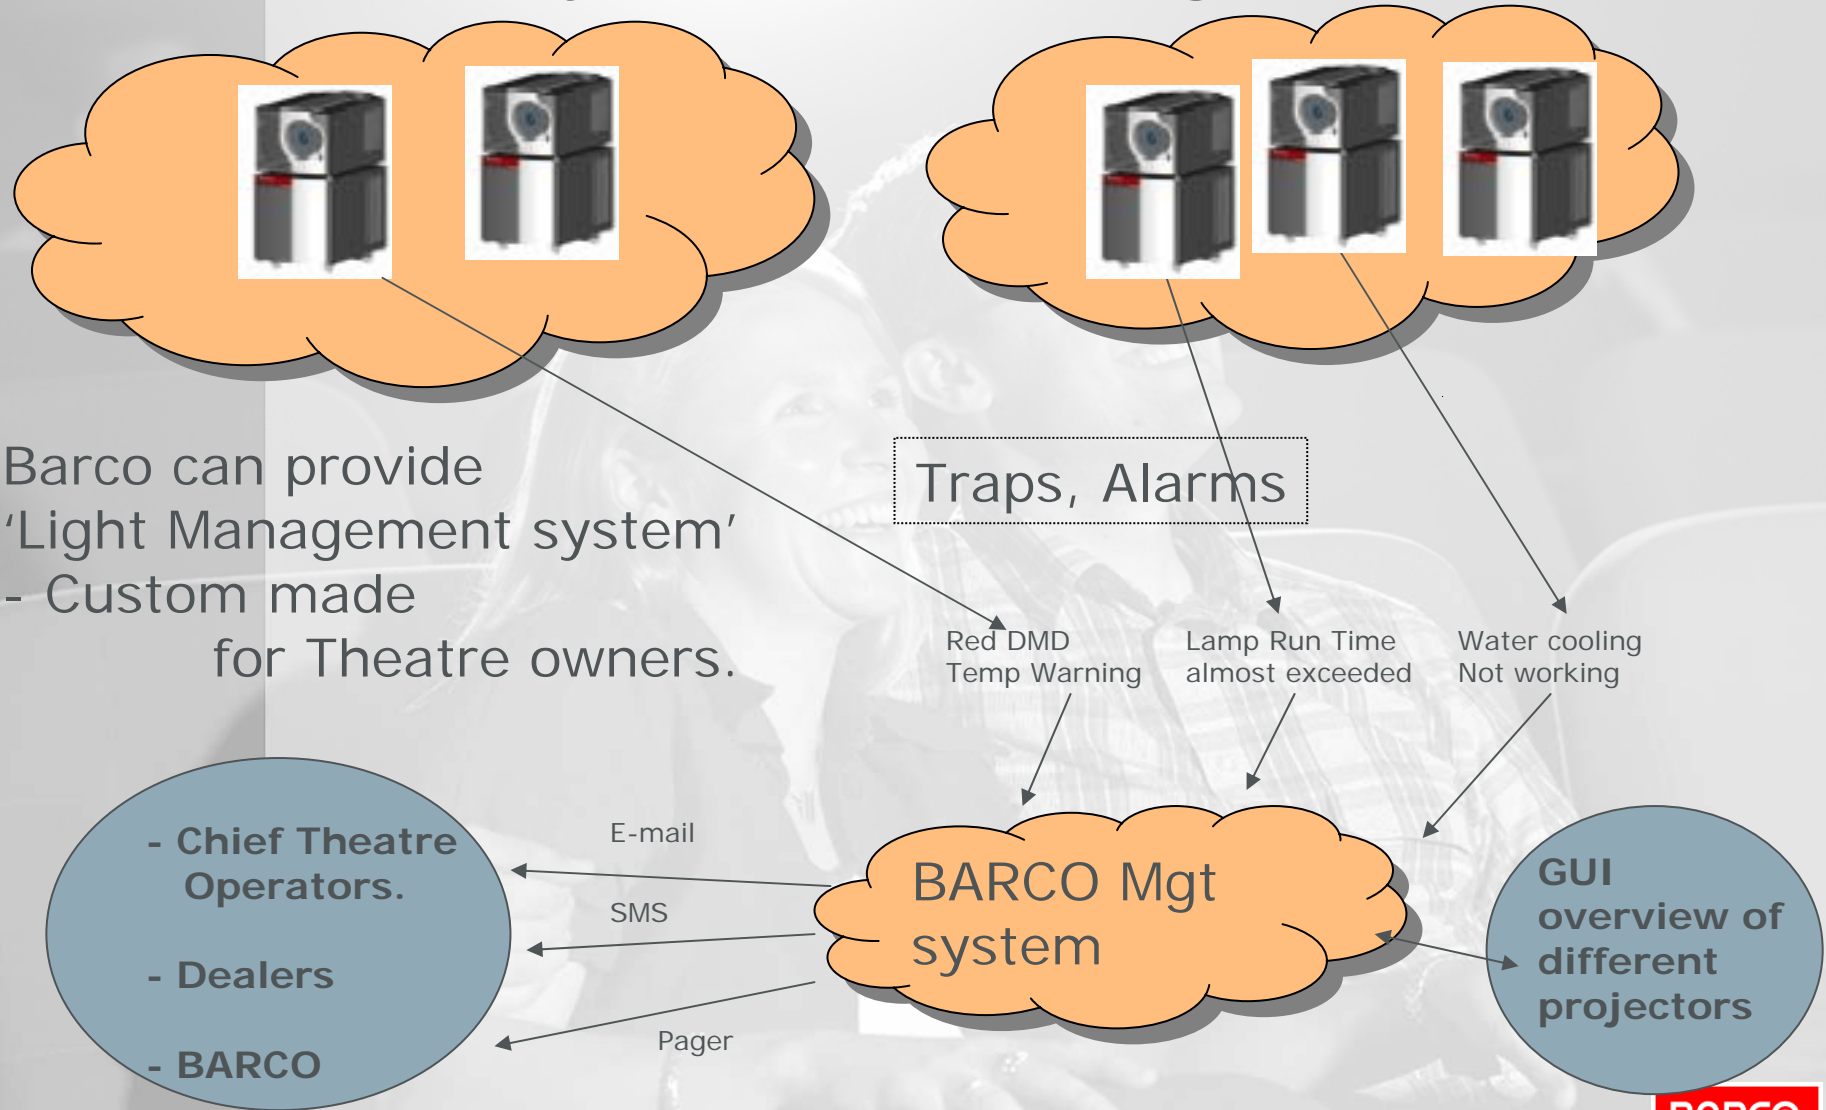 Barco can provide
‘Light Management system’
- Custom made
for Theatre owners.
Traps, Alarms
Red DMD
Temp Warning
Lamp Run Time
almost exceeded
Water cooling
Not working
- Chief Theatre
Operators.
- Dealers
- BARCO
E-mail
SMS
Pager
BARCO Mgt
system
GUI
overview of
different
projectors
BARCO